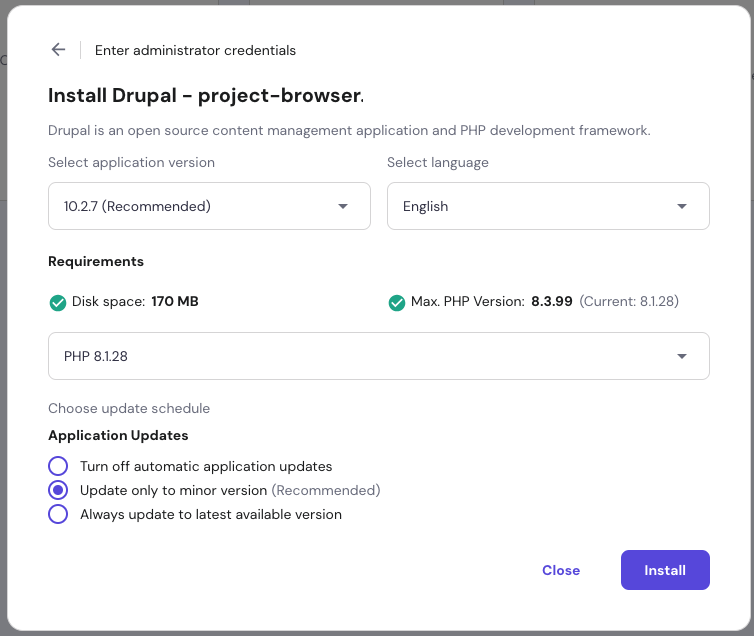 Enter administrator credentials
Install Drupal - project-browser.
Drupal is an open source content management application and PHP development framework.
Select application version
Select language
10.2.7 (Recommended)
English
Requirements
Disk space: 170 MB
Max. PHP Version: 8.3.99 (Current: 8.1.28)
PHP 8.1.28
Choose update schedule
Application Updates
Turn off automatic application updates
Update only to minor version (Recommended)
Always update to latest available version
Close
Install